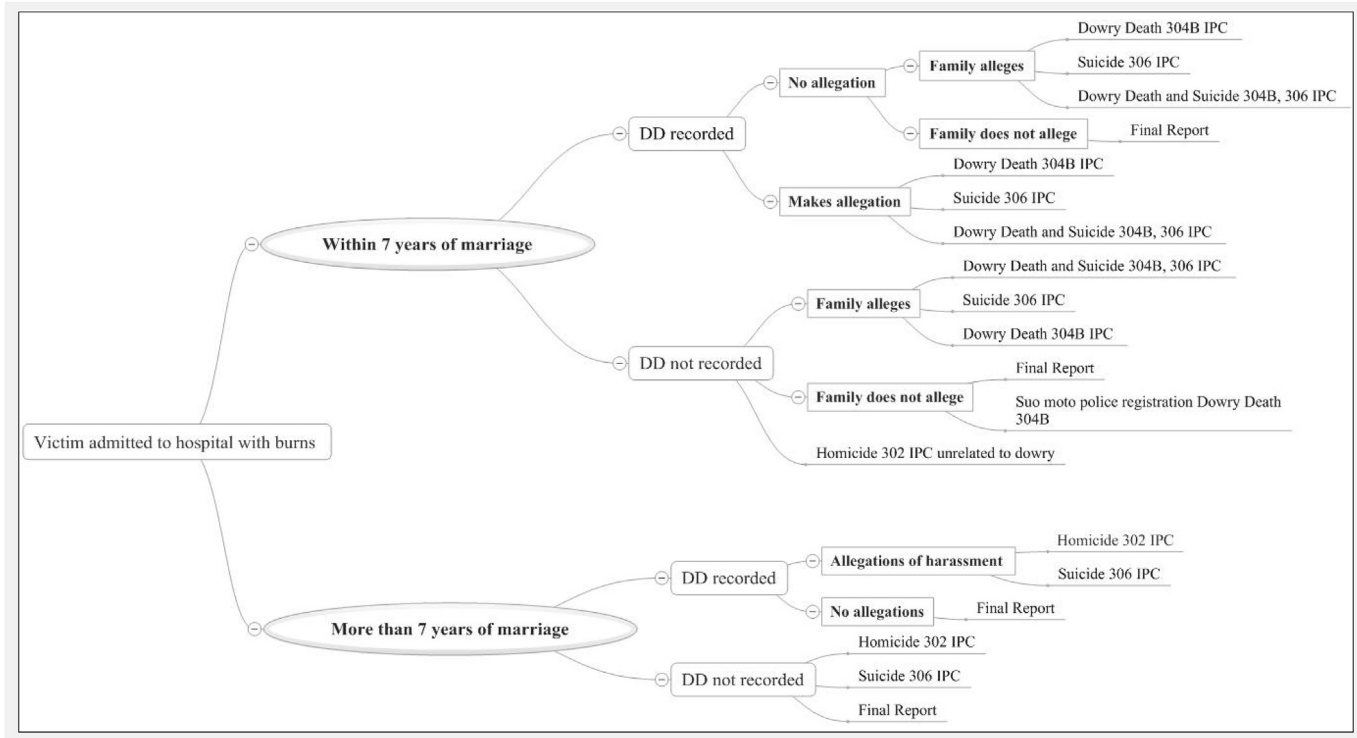 Victim admitted to hospital with burns
Within 7 years of marriage
DD recorded
No allegation
Family alleges
Dowry Death 304B IPC
Suicide 306 IPC
Dowry Death and Suicide 304B, 306 IPC
Family does not allege
Final Report
Makes allegation
Dowry Death 304B IPC
Suicide 306 IPC
Dowry Death and Suicide 304B, 306 IPC
DD not recorded
Family alleges
Dowry Death and Suicide 304B, 306 IPC
Suicide 306 IPC
Dowry Death 304B IPC
Family does not allege
Final Report
Suo moto police registration Dowry Death
304B
Homicide 302 IPC unrelated to dowry
More than 7 years of marriage
DD recorded
Allegations of harassment
Homicide 302 IPC
Suicide 306 IPC
No allegations
Final Report
DD not recorded
Homicide 302 IPC
Suicide 306 IPC
Final Report